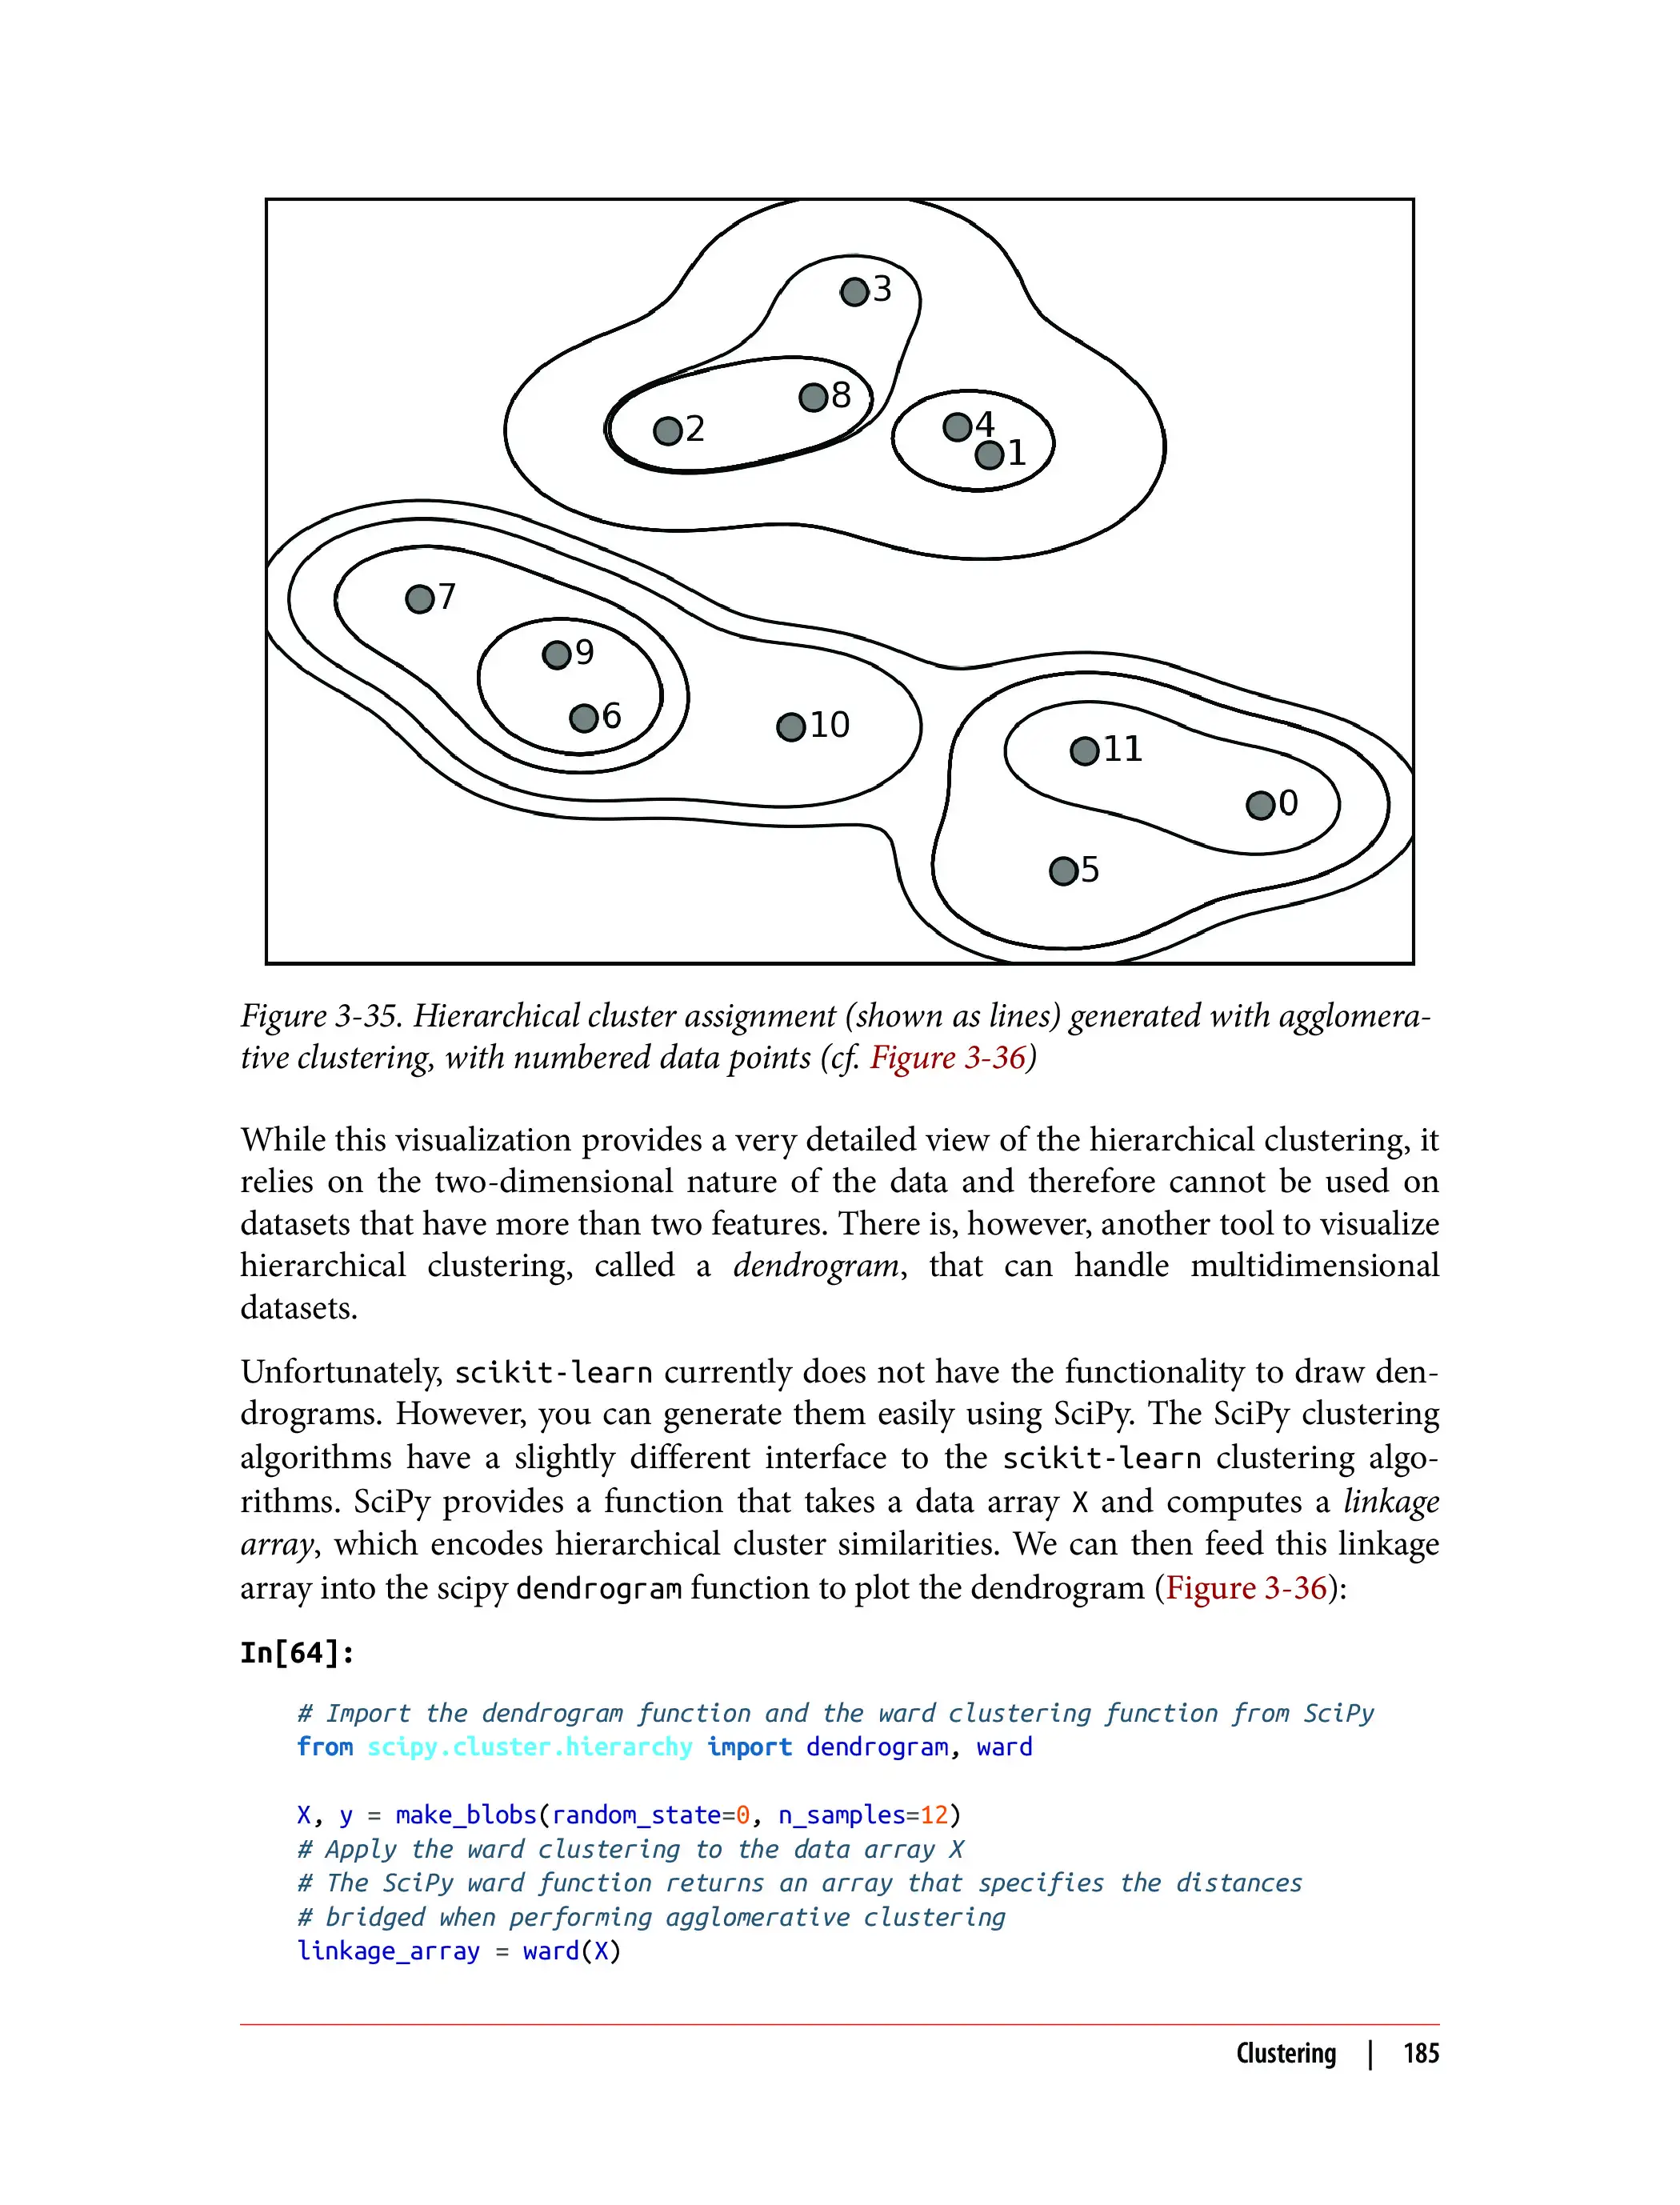 3
8
2
4
1
7
9
6
10
11
0
5
Figure 3-35. Hierarchical cluster assignment (shown as lines) generated with agglomera-
tive clustering, with numbered data points (cf. Figure 3-36)
While this visualization provides a very detailed view of the hierarchical clustering, it
relies on the two-dimensional nature of the data and therefore cannot be used on
datasets that have more than two features. There is, however, another tool to visualize
hierarchical clustering, called a dendrogram, that can handle multidimensional
datasets.
Unfortunately, scikit-learn currently does not have the functionality to draw den-
drograms. However, you can generate them easily using SciPy. The SciPy clustering
algorithms have a slightly different interface to the scikit-learn clustering algo-
rithms. SciPy provides a function that takes a data array X and computes a linkage
array, which encodes hierarchical cluster similarities. We can then feed this linkage
array into the scipy dendrogram function to plot the dendrogram (Figure 3-36):
In[64]:
# Import the dendrogram function and the ward clustering function from SciPy
from scipy.cluster.hierarchy import dendrogram, ward
X, y = make_blobs(random_state=0, n_samples=12)
# Apply the ward clustering to the data array X
# The SciPy ward function returns an array that specifies the distances
# bridged when performing agglomerative clustering
linkage_array = ward(X)
Clustering | 185